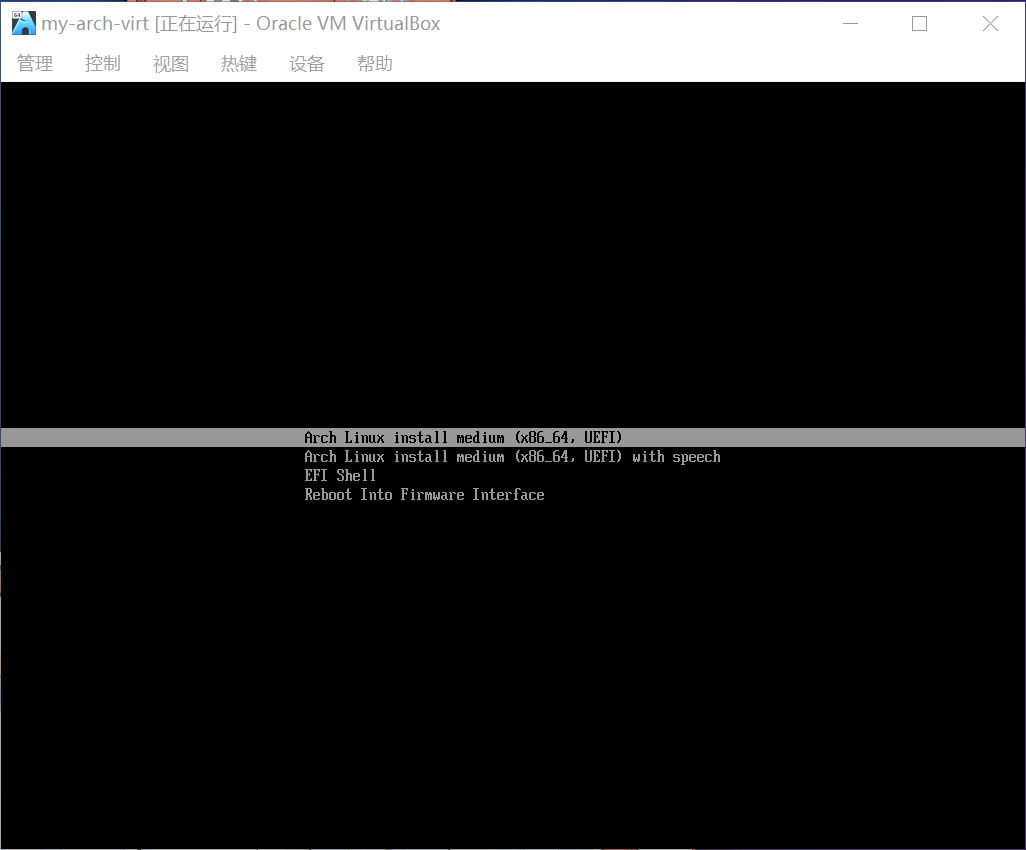 my-arch-virt [正在运行] - Oracle VM VirtualBox
管理 控制 视图 热键 设备 帮助
Arch Linux install medium (x86_64, UEFI)
Arch Linux install medium (x86_64, UEFI) with speech
EFI Shell
Reboot Into Firmware Interface